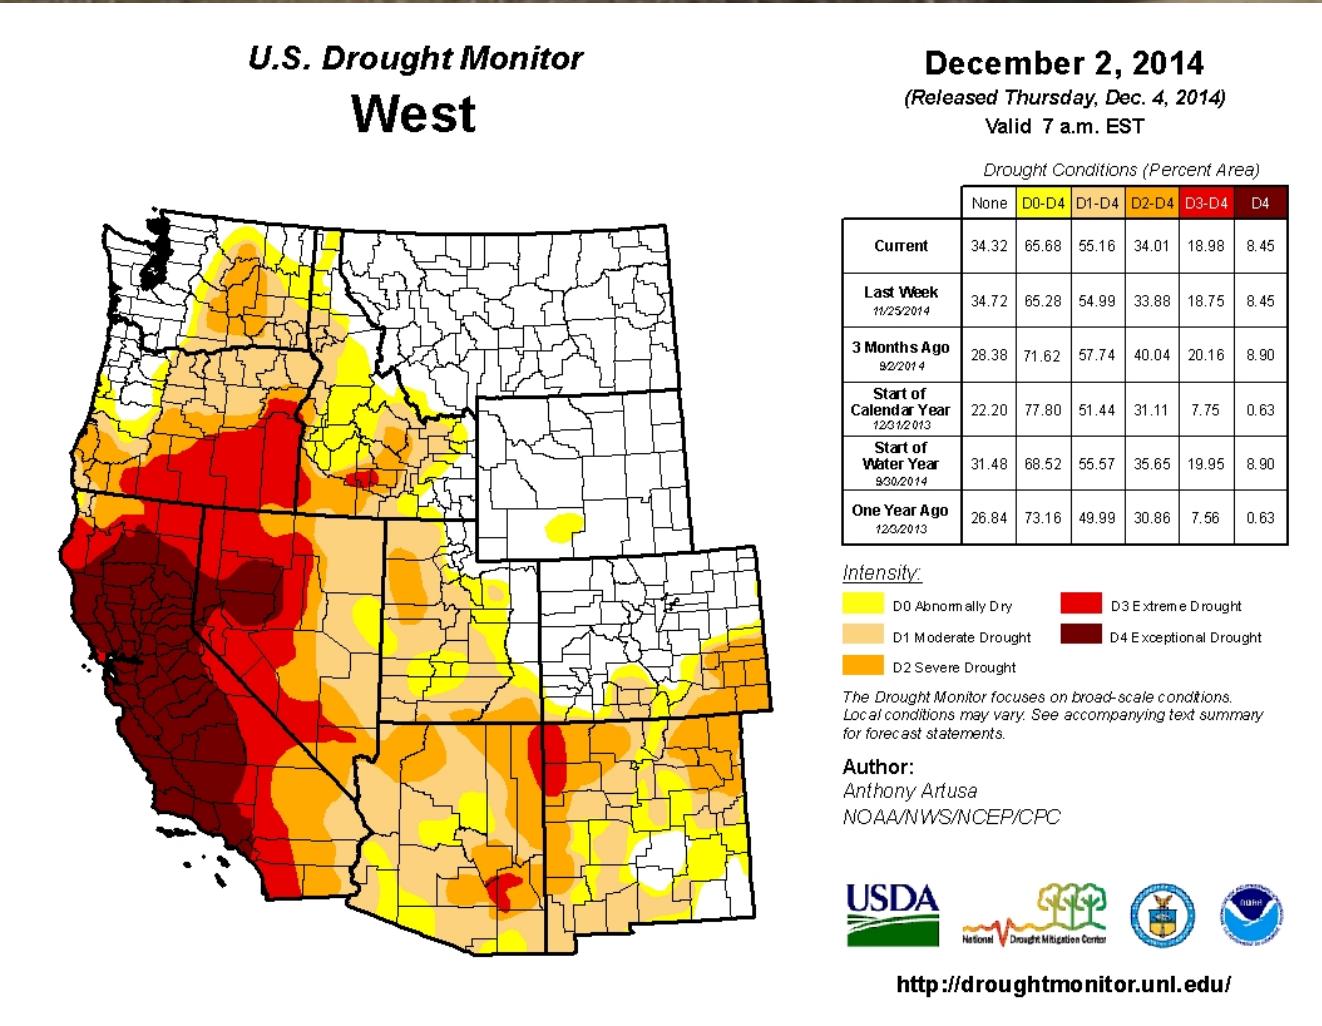 U.S. Drought Monitor
West
December 2, 2014
(Released Thursday, Dec. 4, 2014)
Valid 7 a.m. EST
Drought Conditions (Percent Area)
None D0-D4 D1-D4 D2-D4 D3-D4 D4
Current 34.32 65.68 55.16 34.01 18.98 8.45
Last Week 34.72 65.28 54.99 33.88 18.75 8.45
11/25/2014
3 Months Ago 28.38 71.62 57.74 40.04 20.16 8.90
9/2/2014
Start of
Calendar Year 22.20 77.80 51.44 31.11 7.75 0.63
12/31/2013
Start of
Water Year 31.48 68.52 55.57 35.65 19.95 8.90
9/30/2014
One Year Ago 26.84 73.16 49.99 30.86 7.56 0.63
12/3/2013
Intensity:
D0 Abnormally Dry
D1 Moderate Drought
D2 Severe Drought
D3 Extreme Drought
D4 Exceptional Drought
The Drought Monitor focuses on broad-scale conditions.
Local conditions may vary. See accompanying text summary
for forecast statements.
Author:
Anthony Artusa
NOAA/NWS/NCEP/CPC
USDA
National Drought Mitigation Center
NOAA
http://droughtmonitor.unl.edu/